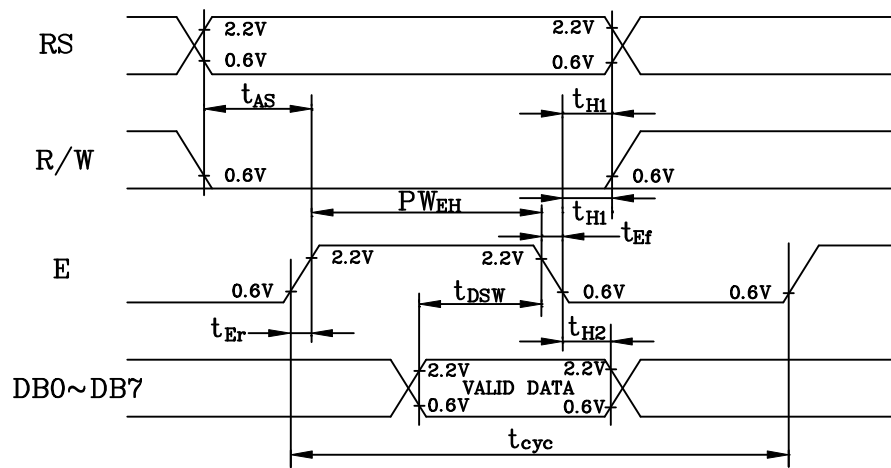 RS
2.2V
2.2V
0.6V
0.6V
tAS
tH1
R/W
0.6V
0.6V
PWEH
tH1
tEf
E
2.2V
2.2V
0.6V
tDSW
0.6V
0.6V
tEr
tH2
DB0~DB7
2.2V
VALID DATA
2.2V
0.6V
0.6V
tcyc